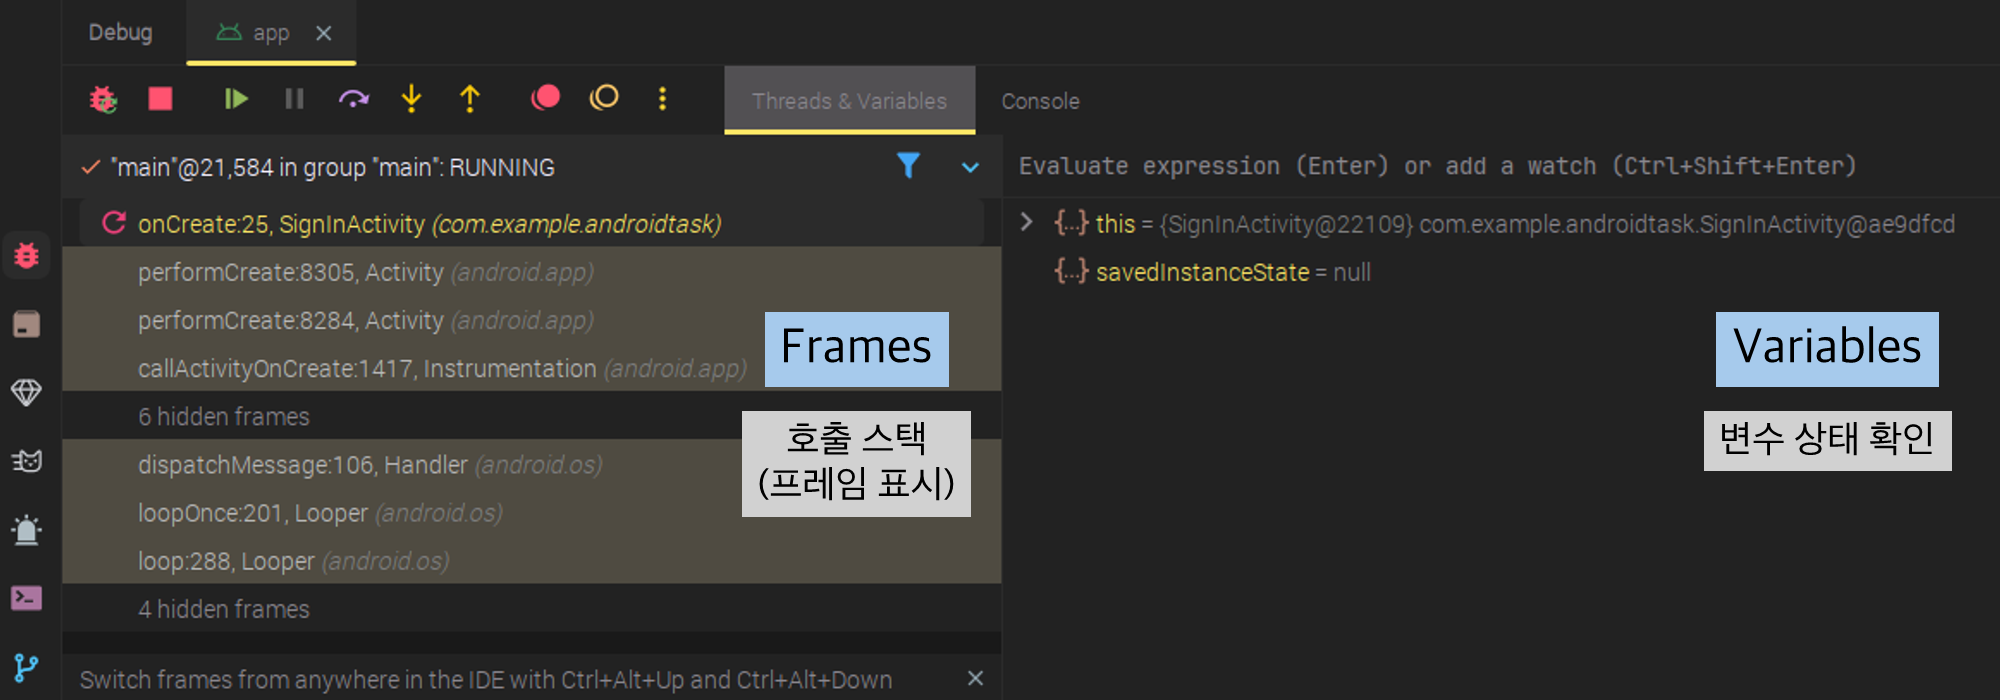 Debug
app
Threads & Variables
Console
"main"@21,584 in group "main": RUNNING
Evaluate expression (Enter) or add a watch (Ctrl+Shift+Enter)
onCreate:25, SignInActivity (com.example.androidtask)
performCreate:8305, Activity (android.app)
performCreate:8284, Activity (android.app)
callActivityOnCreate:1417, Instrumentation (android.app)
6 hidden frames
dispatchMessage:106, Handler (android.os)
loopOnce:201, Looper (android.os)
loop:288, Looper (android.os)
4 hidden frames
Switch frames from anywhere in the IDE with Ctrl+Alt+Up and Ctrl+Alt+Down
Frames
호출 스택
(프레임 표시)
{...} this = {SignInActivity@22109} com.example.androidtask.SignInActivity@ae9dfcd
{...} savedInstanceState = null
Variables
변수 상태 확인